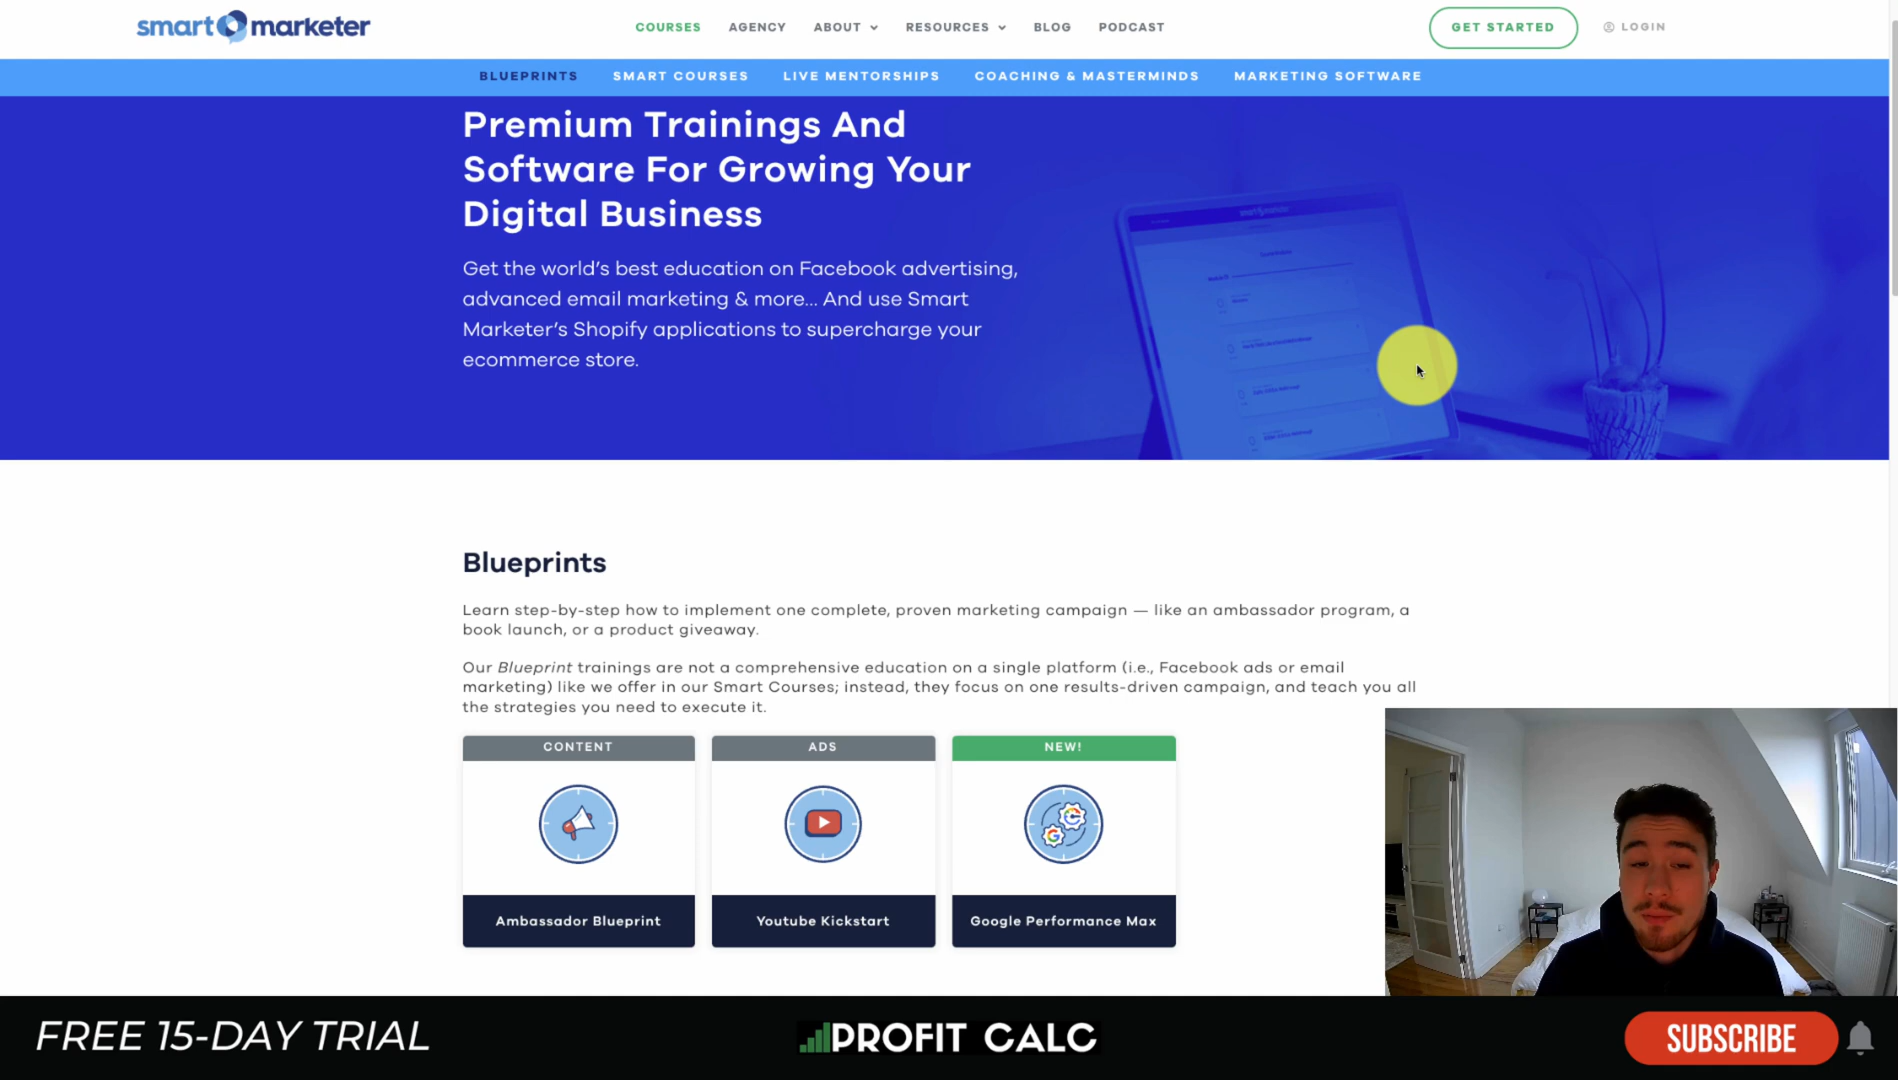 smart marketer
COURSES AGENCY ABOUT RESOURCES BLOG PODCAST GET STARTED LOGIN
BLUEPRINTS SMART COURSES LIVE MENTORSHIPS COACHING & MASTERMINDS MARKETING SOFTWARE
Premium Trainings And
Software For Growing Your
Digital Business
Get the world's best education on Facebook advertising,
advanced email marketing & more... And use Smart
Marketer's Shopify applications to supercharge your
ecommerce store.
Blueprints
Learn step-by-step how to implement one complete, proven marketing campaign — like an ambassador program, a
book launch, or a product giveaway.
Our Blueprint trainings are not a comprehensive education on a single platform (i.e., Facebook ads or email
marketing) like we offer in our Smart Courses; instead, they focus on one results-driven campaign, and teach you all
the strategies you need to execute it.
CONTENT ADS NEW!
Ambassador Blueprint Youtube Kickstart Google Performance Max
FREE 15-DAY TRIAL PROFIT CALC SUBSCRIBE